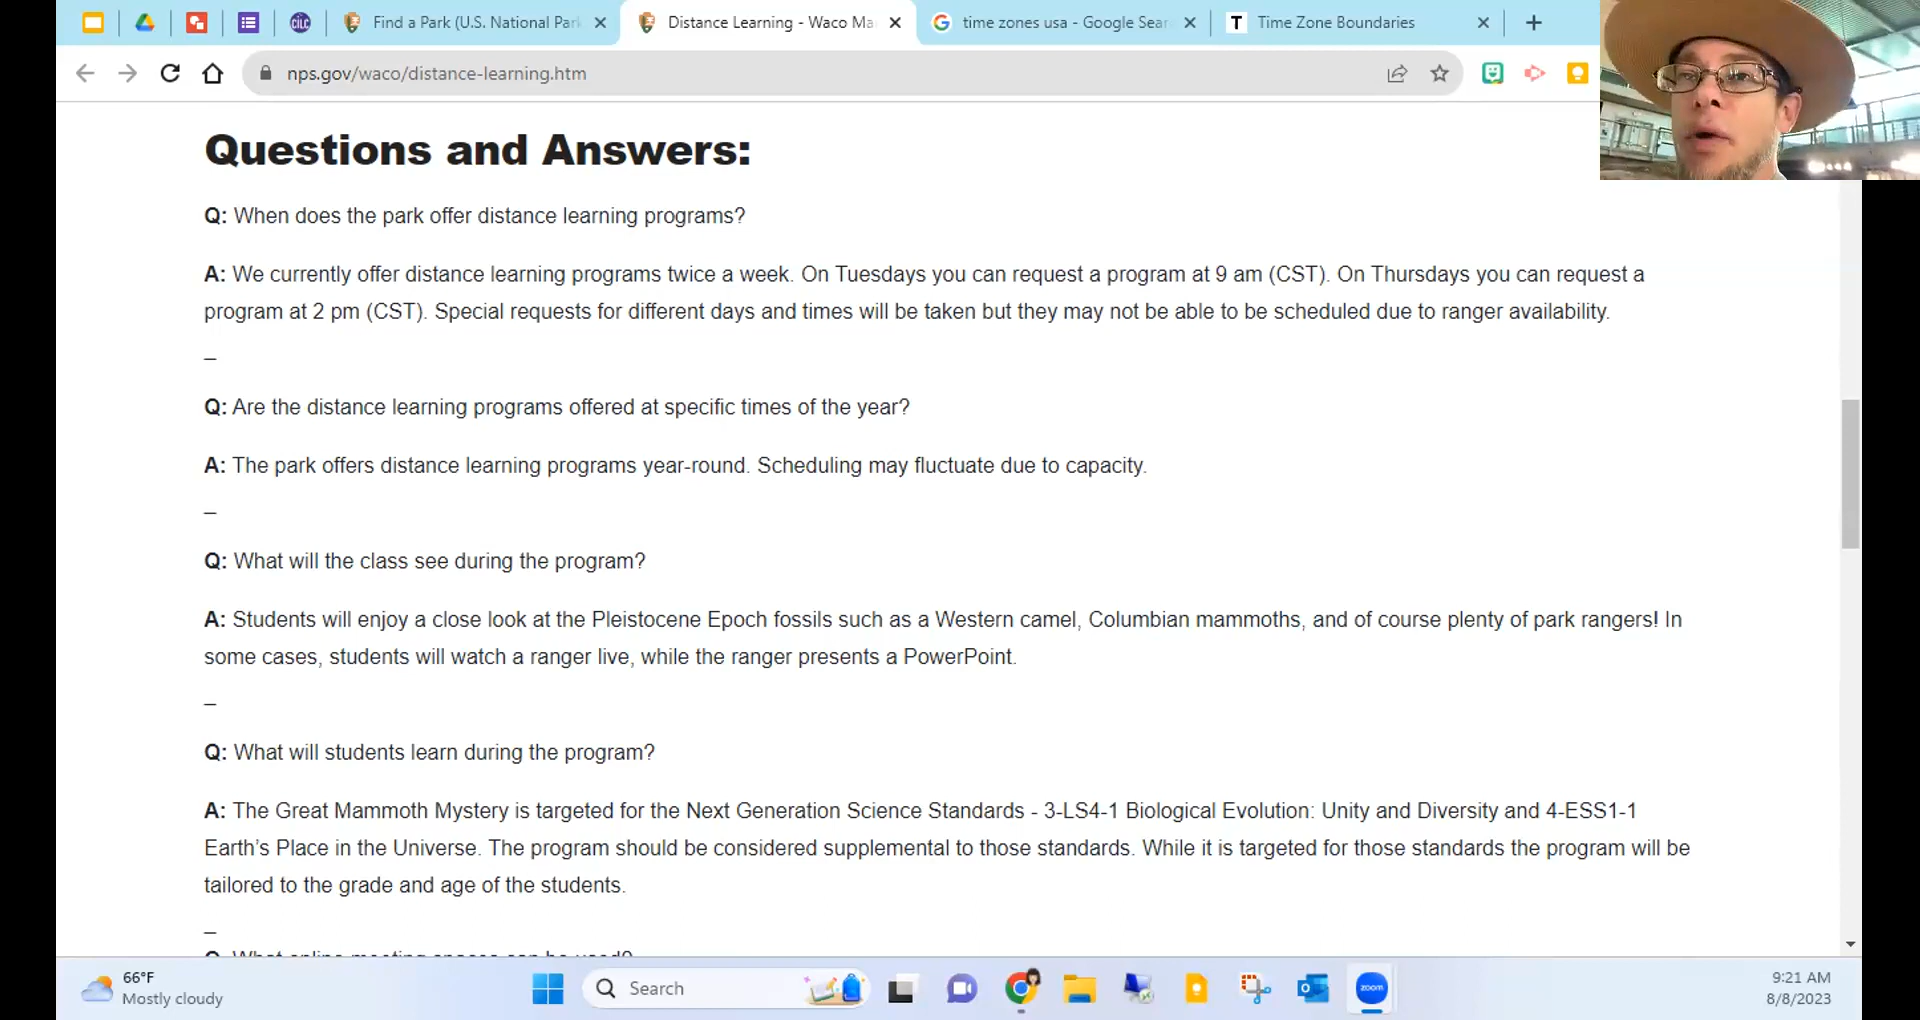 Find a Park (U.S. National Park
Distance Learning - Waco Ma
time zones usa - Google Sear
T Time Zone Boundaries
nps.gov/waco/distance-learning.htm
Questions and Answers:
Q: When does the park offer distance learning programs?
A: We currently offer distance learning programs twice a week. On Tuesdays you can request a program at 9 am (CST). On Thursdays you can request a
program at 2 pm (CST). Special requests for different days and times will be taken but they may not be able to be scheduled due to ranger availability.
_
Q: Are the distance learning programs offered at specific times of the year?
A: The park offers distance learning programs year-round. Scheduling may fluctuate due to capacity.
_
Q: What will the class see during the program?
A: Students will enjoy a close look at the Pleistocene Epoch fossils such as a Western camel, Columbian mammoths, and of course plenty of park rangers! In
some cases, students will watch a ranger live, while the ranger presents a PowerPoint.
_
Q: What will students learn during the program?
A: The Great Mammoth Mystery is targeted for the Next Generation Science Standards - 3-LS4-1 Biological Evolution: Unity and Diversity and 4-ESS1-1
Earth’s Place in the Universe. The program should be considered supplemental to those standards. While it is targeted for those standards the program will be
tailored to the grade and age of the students.
_
Q: What online meeting spaces can be used?
66°F
Mostly cloudy
Search
zoom
9:21 AM
8/8/2023